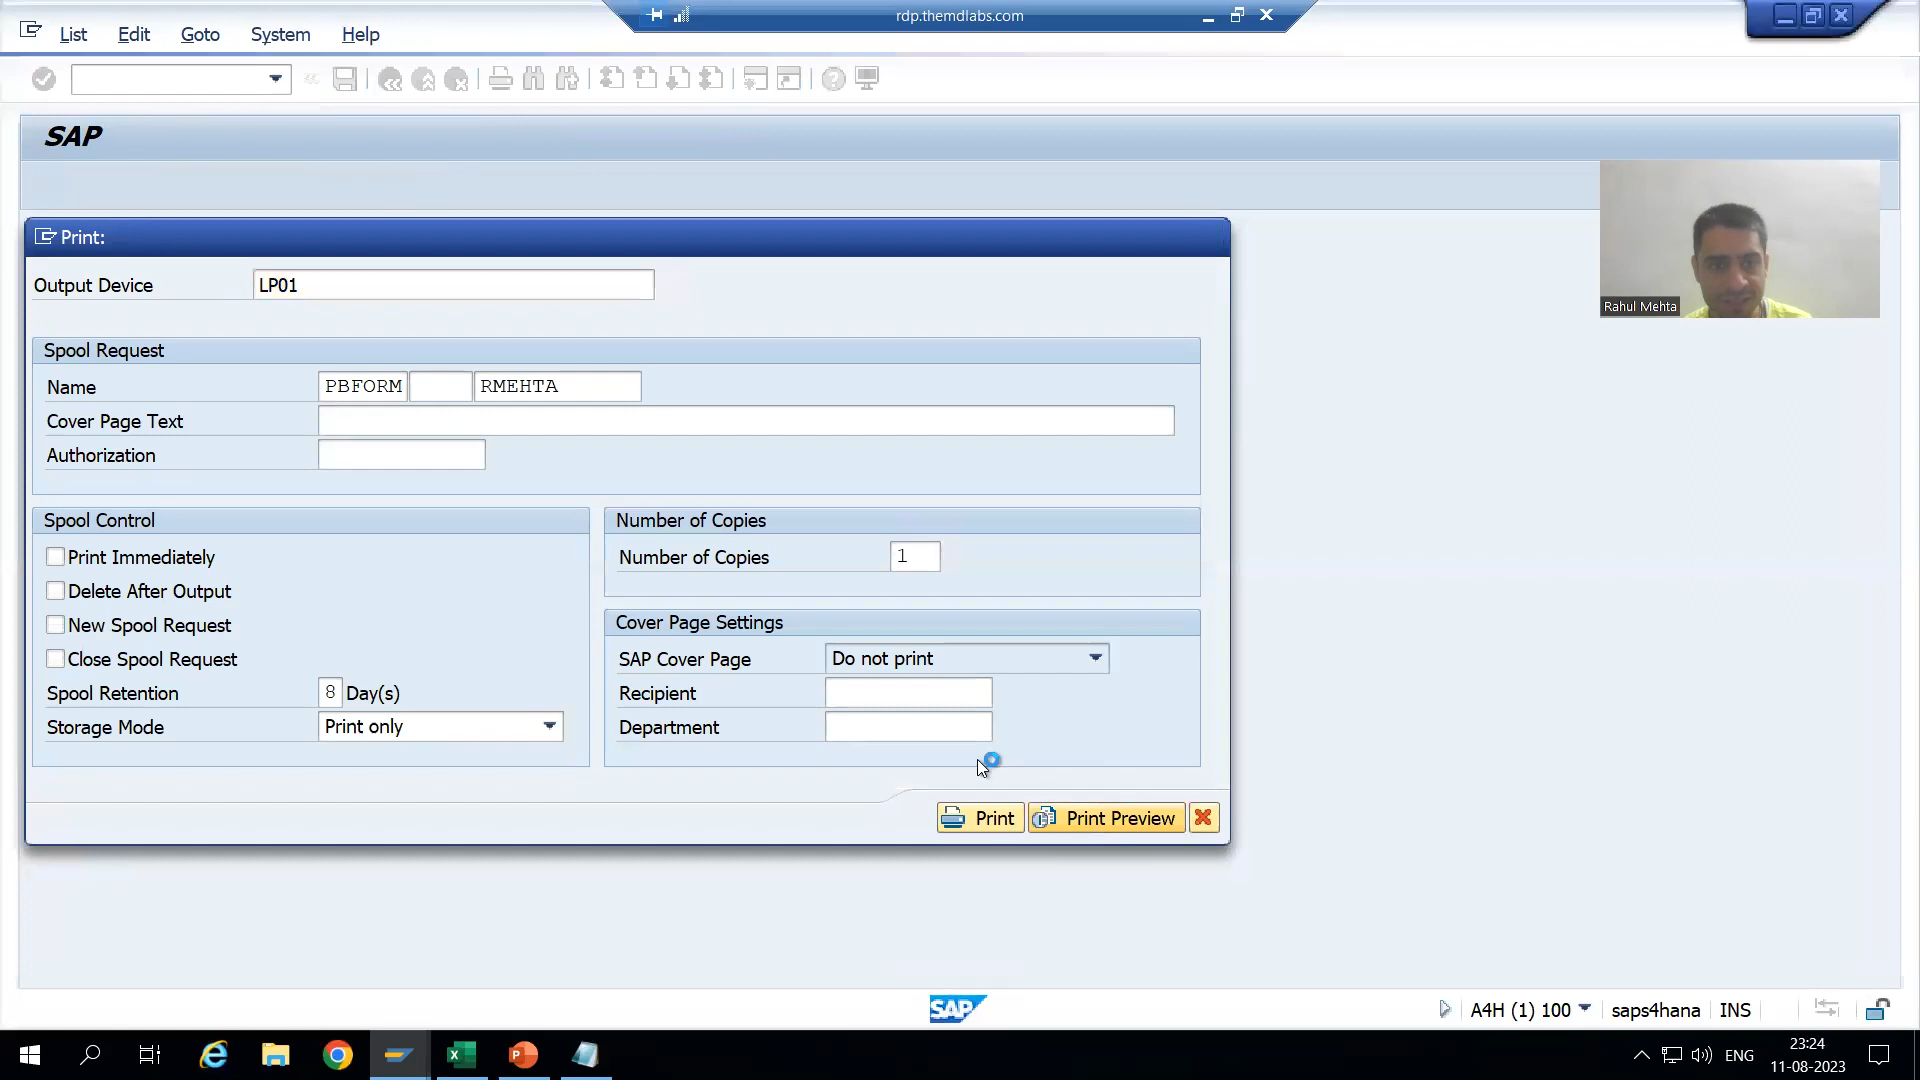 rdp.themdlabs.com
List Edit Goto System Help
SAP
Rahul Mehta
Print:
Output Device LP01
Spool Request
Name PBFORM RMEHTA
Cover Page Text
Authorization
Spool Control
Print Immediately
Delete After Output
New Spool Request
Close Spool Request
Spool Retention 8 Day(s)
Storage Mode Print only
Number of Copies
Number of Copies 1
Cover Page Settings
SAP Cover Page Do not print
Recipient
Department
Print Print Preview
SAP A4H (1) 100 saps4hana INS
ENG 23:24
11-08-2023